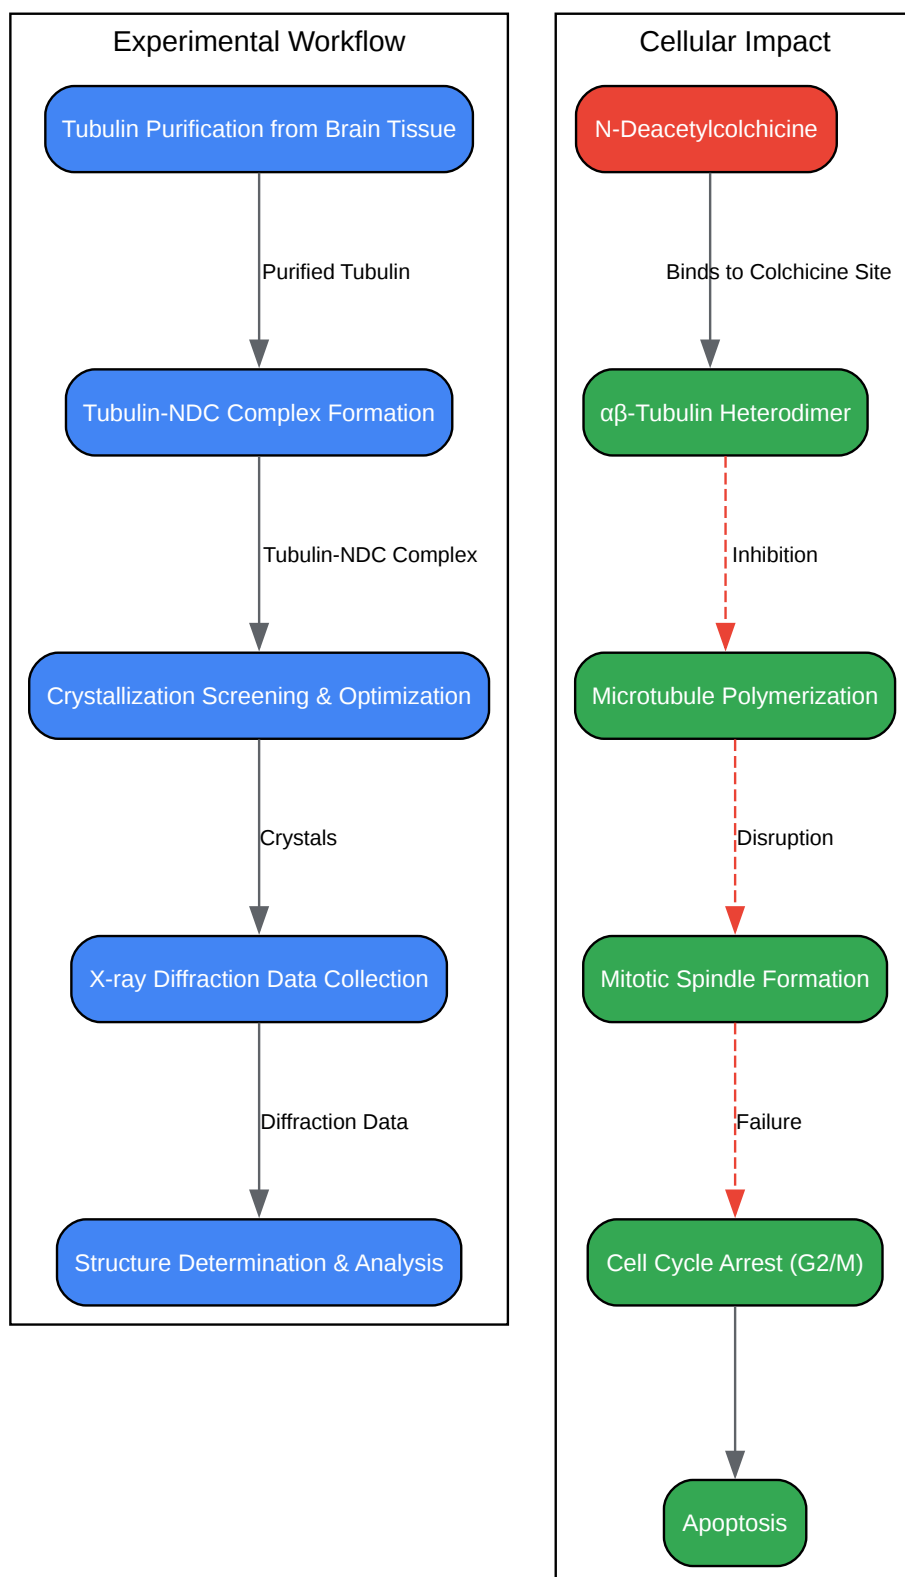 Experimental Workflow
Tubulin Purification from Brain Tissue
Purified Tubulin
Tubulin-NDC Complex Formation
Tubulin-NDC Complex
Crystallization Screening & Optimization
Crystals
X-ray Diffraction Data Collection
Diffraction Data
Structure Determination & Analysis
Cellular Impact
N-Deacetylcolchicine
Binds to Colchicine Site
αβ-Tubulin Heterodimer
Inhibition
Microtubule Polymerization
Disruption
Mitotic Spindle Formation
Failure
Cell Cycle Arrest (G2/M)
Apoptosis